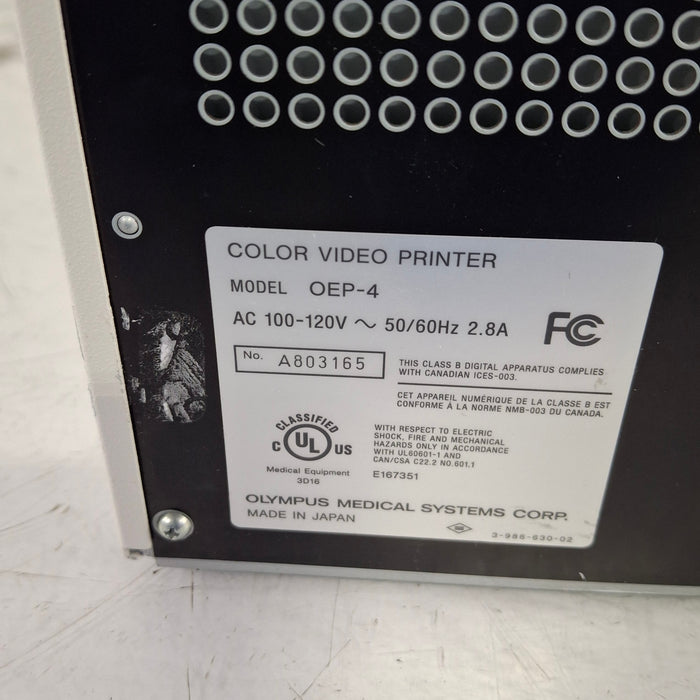 COLOR VIDEO PRINTER
MODEL OEP-4
AC 100-120V ~ 50/60Hz 2.8A
FC
No. A803165
THIS CLASS B DIGITAL APPARATUS COMPLIES
WITH CANADIAN ICES-003.
CET APPAREIL NUMÉRIQUE DE LA CLASSE B EST
CONFORME À LA NORME NMB-003 DU CANADA.
CLASSIFIED
C UL US
Medical Equipment
3D16
WITH RESPECT TO ELECTRIC
SHOCK, FIRE AND MECHANICAL
HAZARDS ONLY IN ACCORDANCE
WITH UL60601-1 AND
CAN/CSA C22.2 NO.601.1
E167351
OLYMPUS MEDICAL SYSTEMS CORP.
MADE IN JAPAN
3-986-630-02